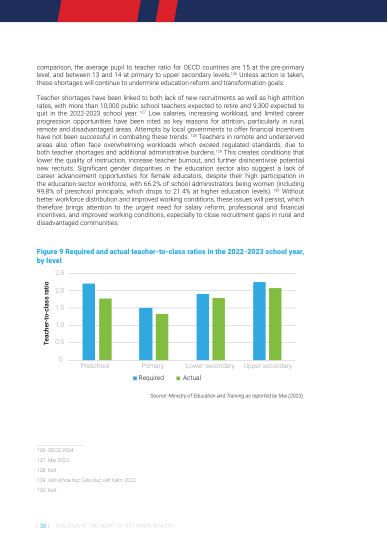 comparison, the average pupil to teacher ratio for OECD countries are 15 at the pre-primary
level, and between 13 and 14 at primary to upper secondary levels.126 Unless action is taken,
these shortages will continue to undermine education reform and transformation goals.
Teacher shortages have been linked to both lack of new recruitments as well as high attrition
rates, with more than 10,000 public school teachers expected to retire and 9,300 expected to
quit in the 2022-2023 school year. 127 Low salaries, increasing workload, and limited career
progression opportunities have been cited as key reasons for attrition, particularly in rural,
remote and disadvantaged areas. Attempts by local governments to offer financial incentives
have not been successful in combating these trends. 128 Teachers in remote and underserved
areas also often face overwhelming workloads which exceed regulated standards, due to
both teacher shortages and additional administrative burdens.129 This creates conditions that
lower the quality of instruction, increase teacher burnout, and further disincentivise potential
new recruits. Significant gender disparities in the education sector also suggest a lack of
career advancement opportunities for female educators, despite their high participation in
the education-sector workforce, with 66.2% of school administrators being women (including
99.8% of preschool principals, which drops to 21.4% at higher education levels). 130 Without
better workforce distribution and improved working conditions, these issues will persist, which
therefore brings attention to the urgent need for salary reform, professional and financial
incentives, and improved working conditions, especially to close recruitment gaps in rural and
disadvantaged communities.
Figure 9 Required and actual teacher-to-class ratios in the 2022-2023 school year,
by level
Teacher-to-class ratio
2.5
2.0
1.5
1.0
0.5
0
Preschool Primary Lower secondary Upper secondary
Required Actual
Source: Ministry of Education and Training as reported by Mai (2023).
126 OECD 2024
127 Mai 2023
128 Ibid
129 Viện Khoa học Giáo dục Việt Nam 2022
130 Ibid
| 38 | CHILDREN AT THE HEART OF VIET NAM'S NEW ERA